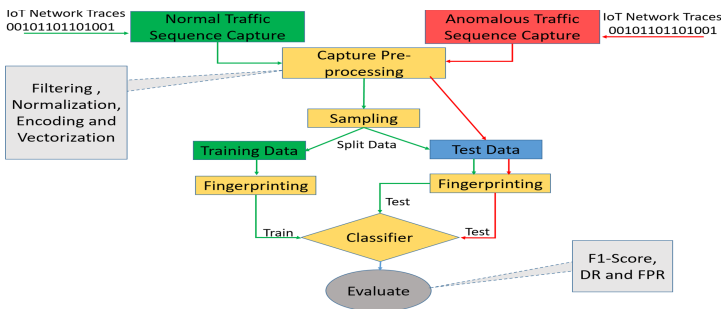 IoT Network Traces
00101101101001
Normal Traffic
Sequence Capture
Anomalous Traffic
Sequence Capture
IoT Network Traces
00101101101001
Capture Pre-
processing
Filtering ,
Normalization,
Encoding and
Vectorization
Sampling
Split Data
Training Data
Test Data
Fingerprinting
Fingerprinting
Test
Train
Classifier
Test
F1-Score,
DR and FPR
Evaluate